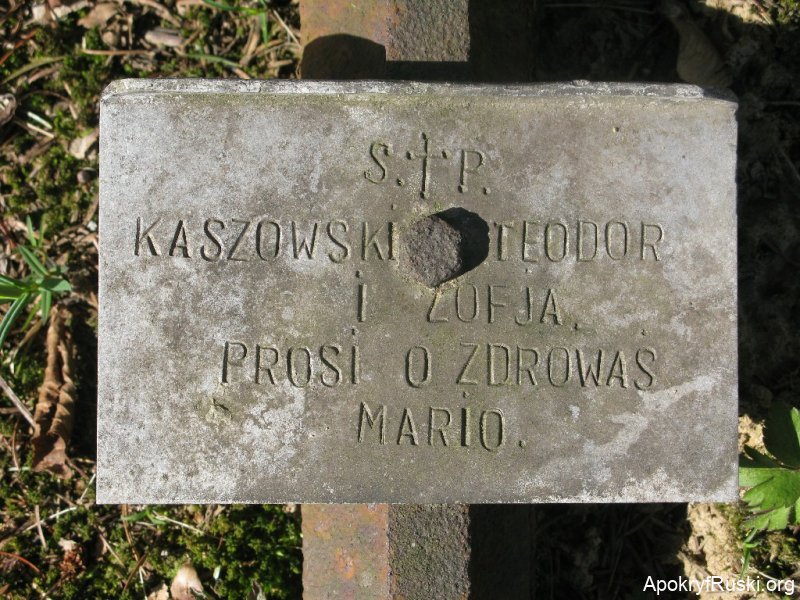 S. † P.
KASZOWSKI TEODOR
I ZOFJA.
PROSI O ZDROWAŚ
MARIO.
ApokryfRuski.org